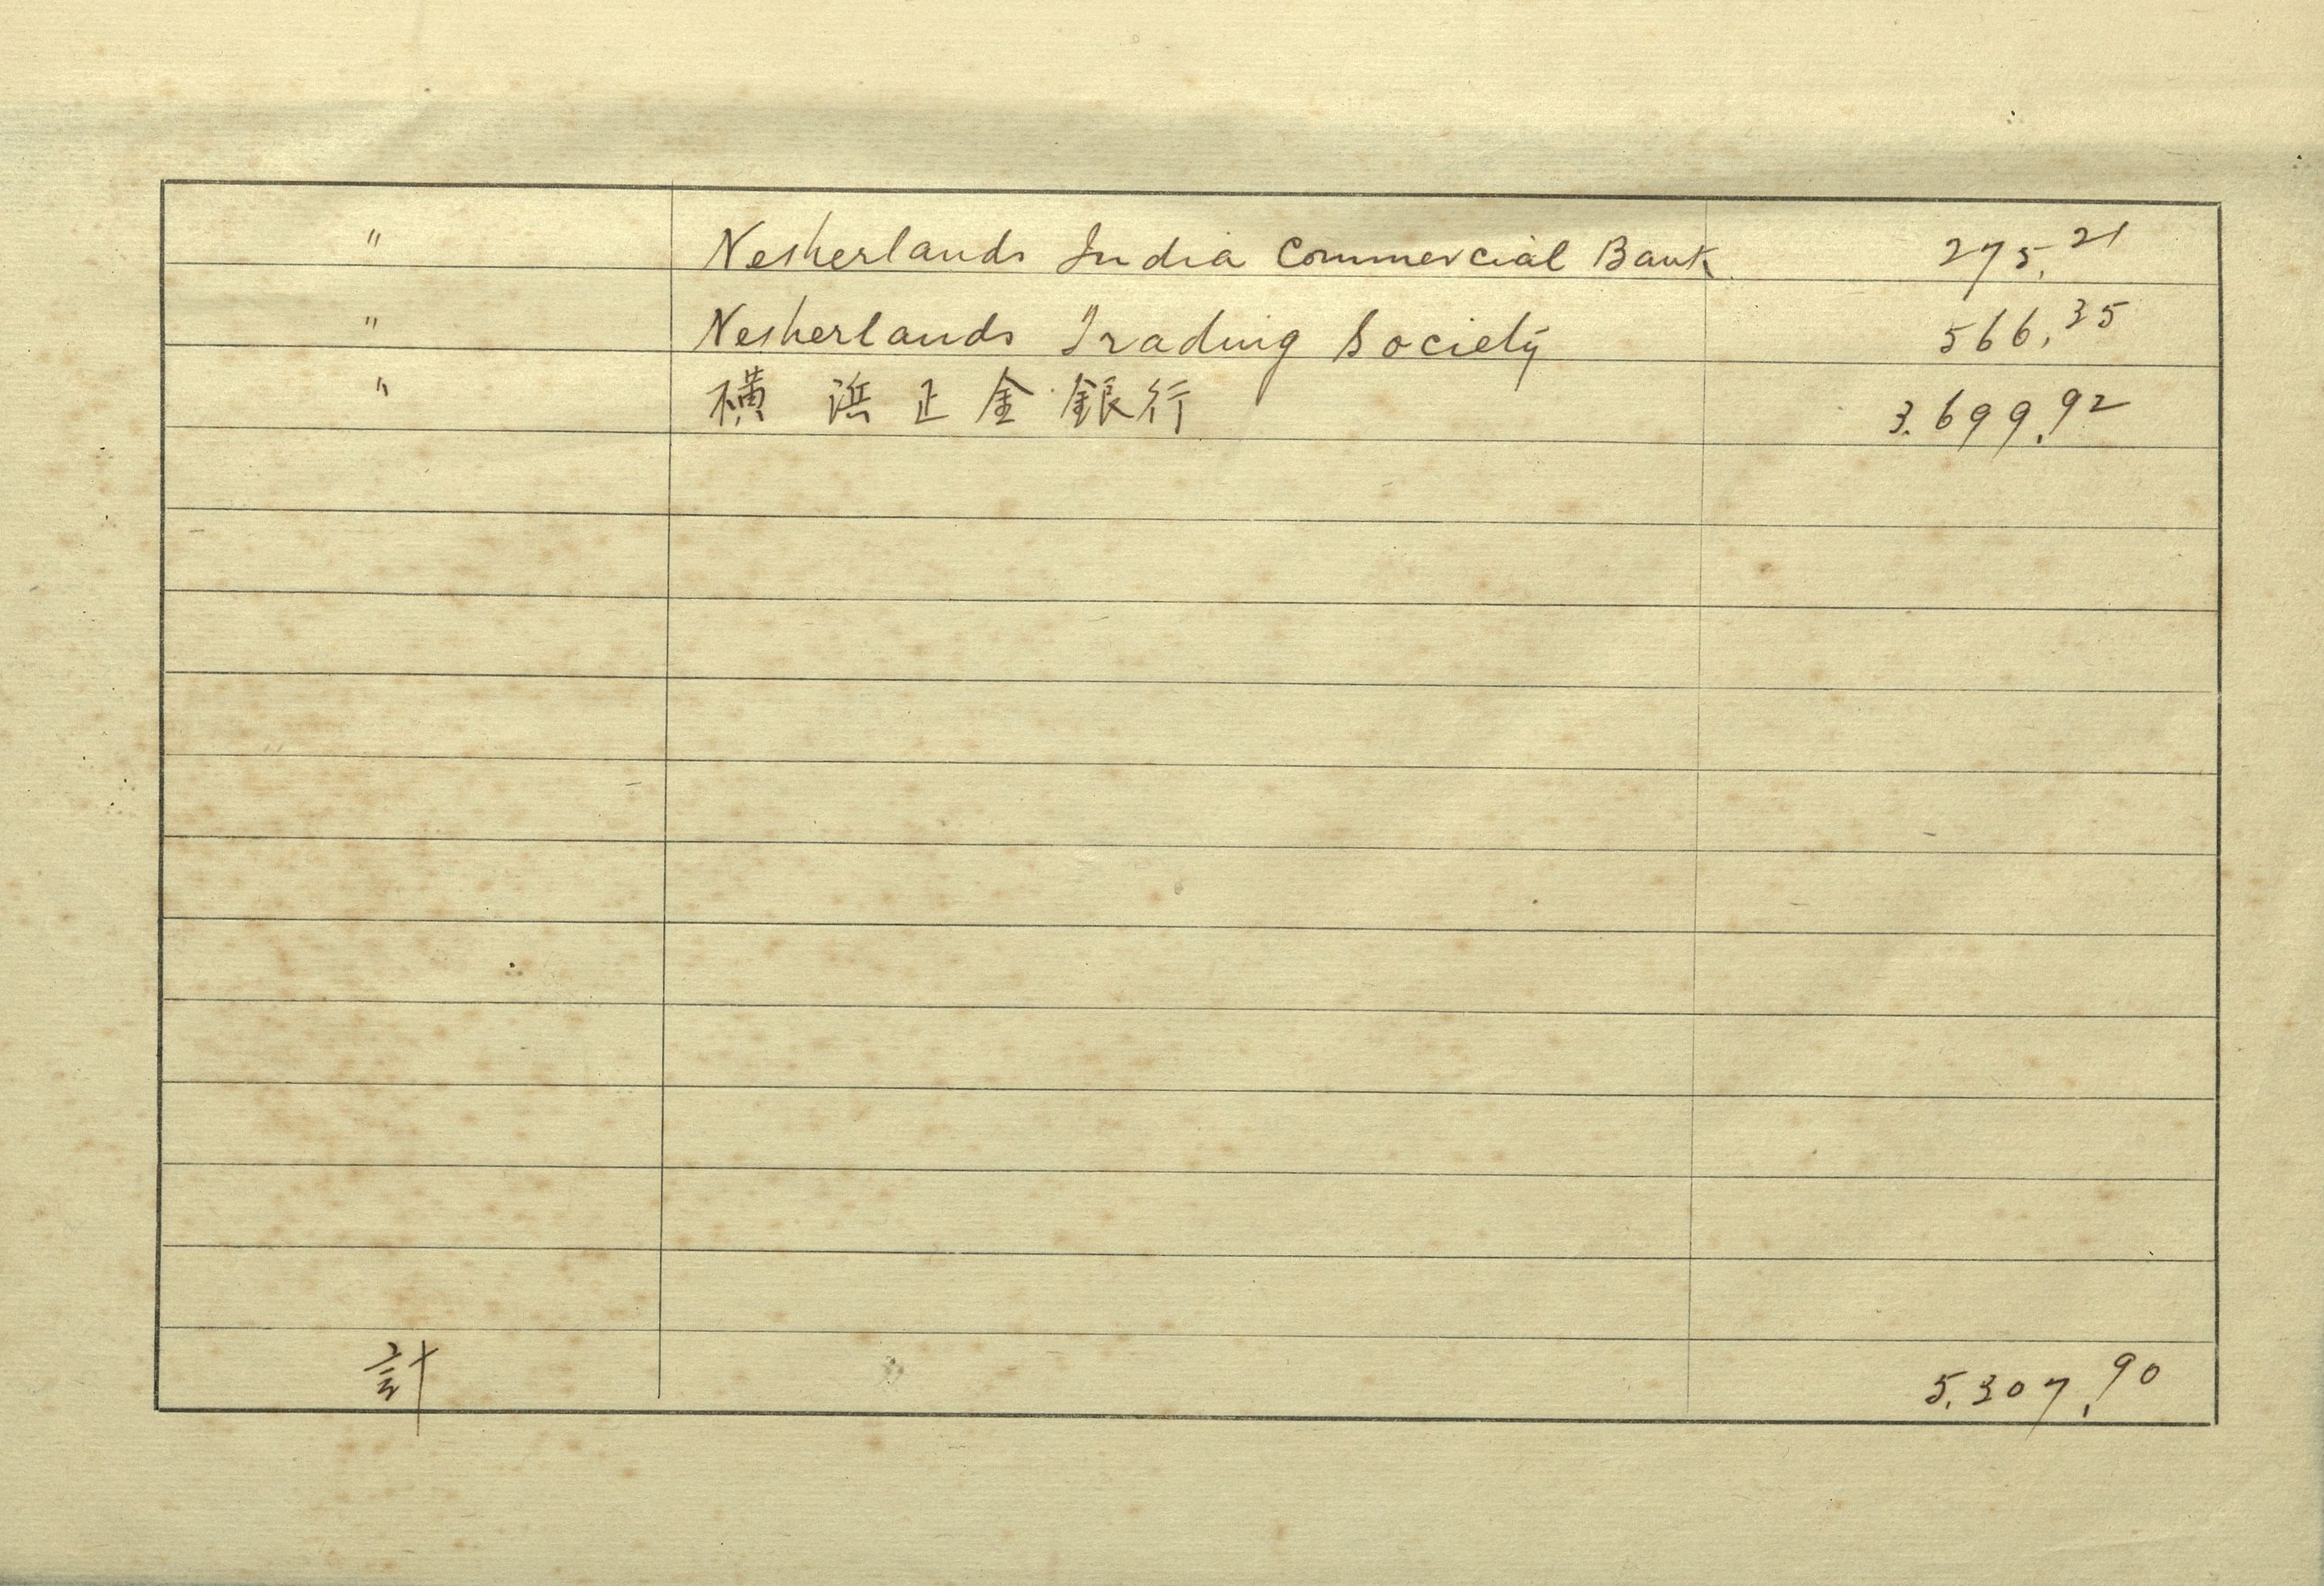 " Netherlands India Commercial Bank. 275,21
" Netherlands Trading Society 566,35
" 横浜正金銀行 3.699,92
計 5.307,90